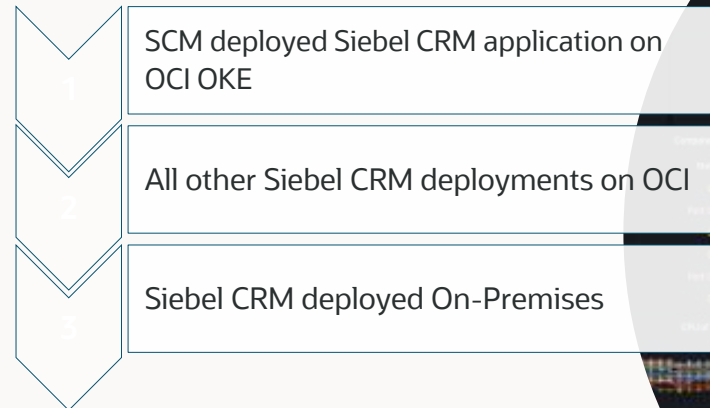 1
SCM deployed Siebel CRM application on
OCI OKE
2
All other Siebel CRM deployments on OCI
3
Siebel CRM deployed On-Premises